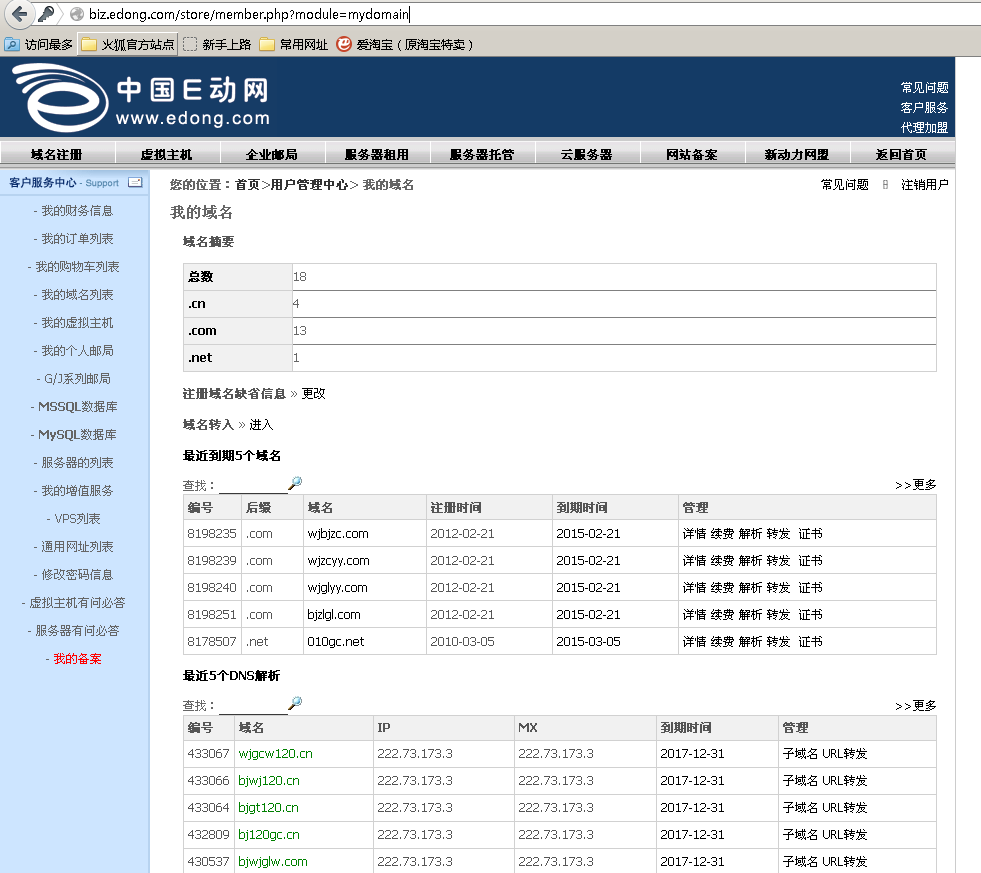 biz.edong.com/store/member.php?module=mydomain
访问最多 火狐官方站点 新手上路 常用网址 爱淘宝（原淘宝特卖）
中国E动网
www.edong.com
常见问题
客户服务
代理加盟
域名注册 虚拟主机 企业邮局 服务器租用 服务器托管 云服务器 网站备案 新动力网盟 返回首页
客户服务中心 - Support
- 我的财务信息
- 我的订单列表
- 我的购物车列表
- 我的域名列表
- 我的虚拟主机
- 我的个人邮局
- G/J系列邮局
- MSSQL数据库
- MySQL数据库
- 服务器的列表
- 我的增值服务
- VPS列表
- 通用网址列表
- 修改密码信息
- 虚拟主机有问必答
- 服务器有问必答
- 我的备案
您的位置：首页>用户管理中心> 我的域名
常见问题 注销用户
我的域名
域名摘要
总数 18
.cn 4
.com 13
.net 1
注册域名缺省信息 » 更改
域名转入 » 进入
最近到期5个域名
查找： >>更多
编号 后缀 域名 注册时间 到期时间 管理
8198235 .com wjbjzc.com 2012-02-21 2015-02-21 详情 续费 解析 转发 证书
8198239 .com wjzcyy.com 2012-02-21 2015-02-21 详情 续费 解析 转发 证书
8198240 .com wjglyy.com 2012-02-21 2015-02-21 详情 续费 解析 转发 证书
8198251 .com bjzlgl.com 2012-02-21 2015-02-21 详情 续费 解析 转发 证书
8178507 .net 010gc.net 2010-03-05 2015-03-05 详情 续费 解析 转发 证书
最近5个DNS解析
查找： >>更多
编号 域名 IP MX 到期时间 管理
433067 wjgcw120.cn 222.73.173.3 222.73.173.3 2017-12-31 子域名 URL转发
433066 bjwj120.cn 222.73.173.3 222.73.173.3 2017-12-31 子域名 URL转发
433064 bjgt120.cn 222.73.173.3 222.73.173.3 2017-12-31 子域名 URL转发
432809 bj120gc.cn 222.73.173.3 222.73.173.3 2017-12-31 子域名 URL转发
430537 bjwjglw.com 222.73.173.3 222.73.173.3 2017-12-31 子域名 URL转发